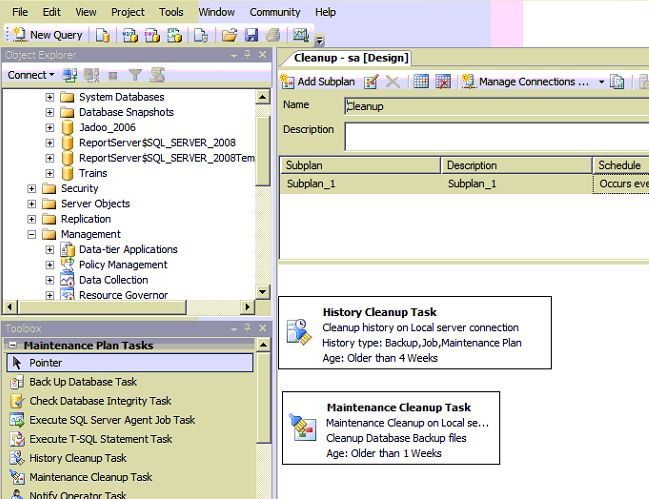 File Edit View Project Tools Window Community Help
New Query
Object Explorer
Connect
System Databases
Database Snapshots
Jadoo_2006
ReportServer$SQL_SERVER_2008
ReportServer$SQL_SERVER_2008Tem
Trains
Security
Server Objects
Replication
Management
Data-tier Applications
Policy Management
Data Collection
Resource Governor
Toolbox
Maintenance Plan Tasks
Pointer
Back Up Database Task
Check Database Integrity Task
Execute SQL Server Agent Job Task
Execute T-SQL Statement Task
History Cleanup Task
Maintenance Cleanup Task
Notify Operator Task
Cleanup - sa [Design]
Add Subplan Manage Connections ...
Name Cleanup
Description
Subplan Description Schedule
Subplan_1 Subplan_1 Occurs eve
History Cleanup Task
Cleanup history on Local server connection
History type: Backup,Job,Maintenance Plan
Age: Older than 4 Weeks
Maintenance Cleanup Task
Maintenance Cleanup on Local se...
Cleanup Database Backup files
Age: Older than 1 Weeks